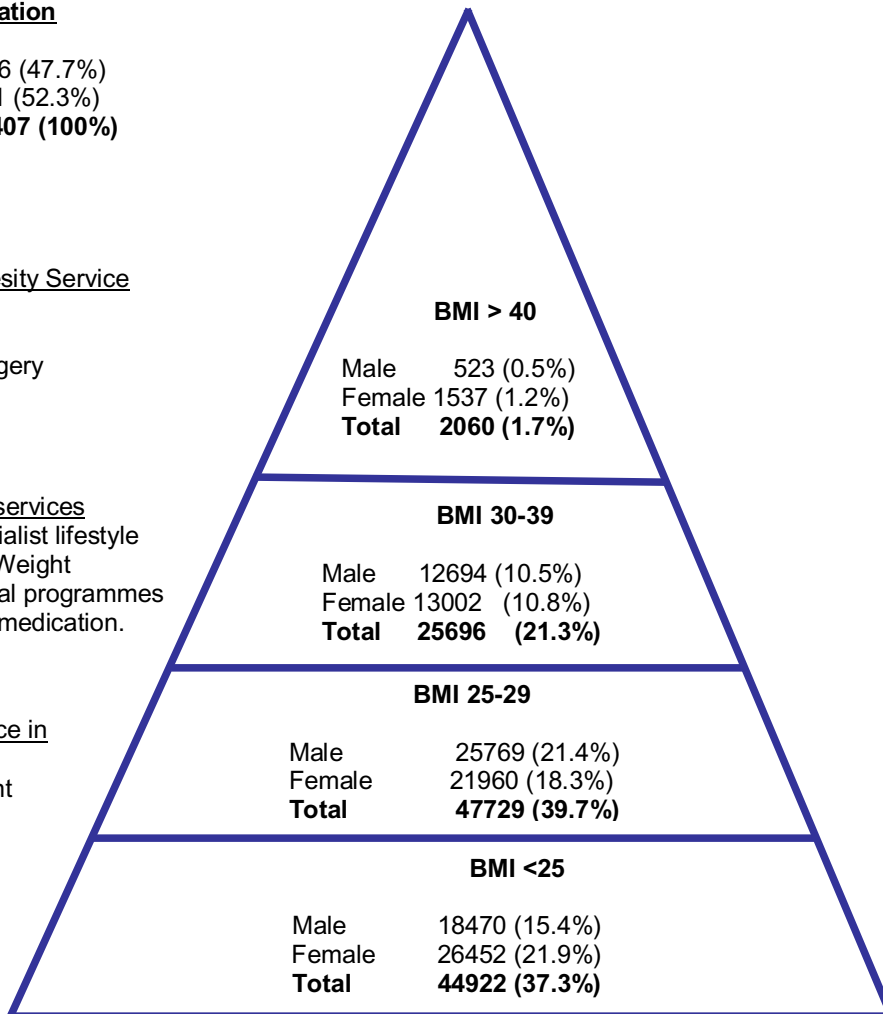 ation
6 (47.7%)
1 (52.3%)
407 (100%)
esity Service
gery
services
ialist lifestyle
Weight
al programmes
medication.
ce in
nt
BMI > 40
Male 523 (0.5%)
Female 1537 (1.2%)
Total 2060 (1.7%)
BMI 30-39
Male 12694 (10.5%)
Female 13002 (10.8%)
Total 25696 (21.3%)
BMI 25-29
Male 25769 (21.4%)
Female 21960 (18.3%)
Total 47729 (39.7%)
BMI <25
Male 18470 (15.4%)
Female 26452 (21.9%)
Total 44922 (37.3%)